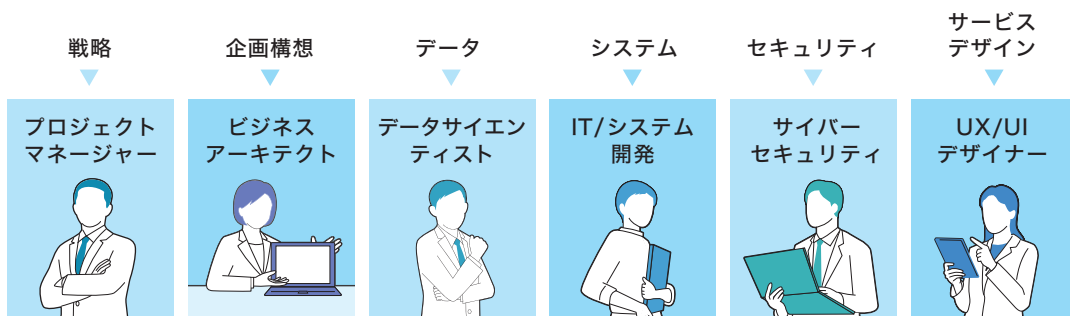 戦略
企画構想
データ
システム
セキュリティ
サービス
デザイン
プロジェクト
マネージャー
ビジネス
アーキテクト
データサイエン
ティスト
IT/システム
開発
サイバー
セキュリティ
UX/UI
デザイナー